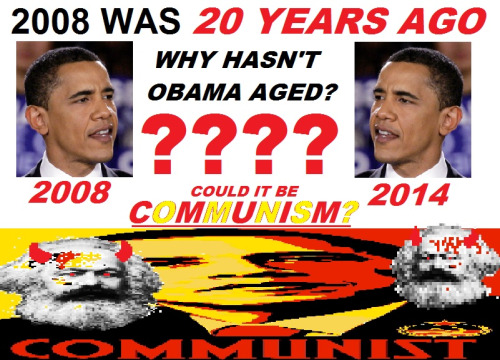 2008 WAS 20 YEARS AGO
WHY HASN'T
OBAMA AGED?
????
2008
2014
COULD IT BE
COMMUNISM?
COMMUNIST